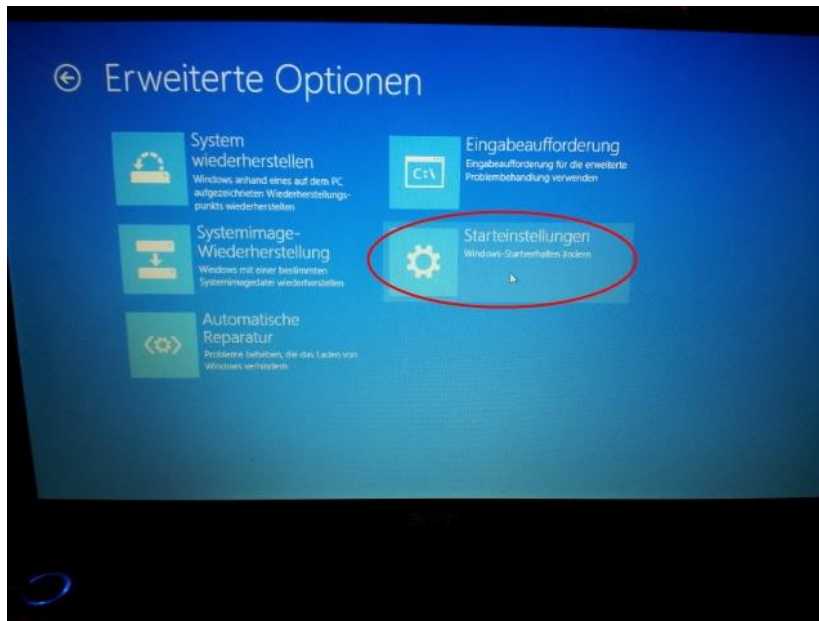 Erweiterte Optionen
System
wiederherstellen
Windows anhand eines auf dem PC
aufgezeichneten Wiederherstellungs-
punkts wiederherstellen
Systemimage-
Wiederherstellung
Windows mit einer bestimmten
Systemimagedatei wiederherstellen
Automatische
Reparatur
Probleme beheben, die das Laden von
Windows verhindern
Eingabeaufforderung
Eingabeaufforderung für die erweiterte
Problembehandlung verwenden
C:\
Starteinstellungen
Windows-Startverhalten ändern
acer